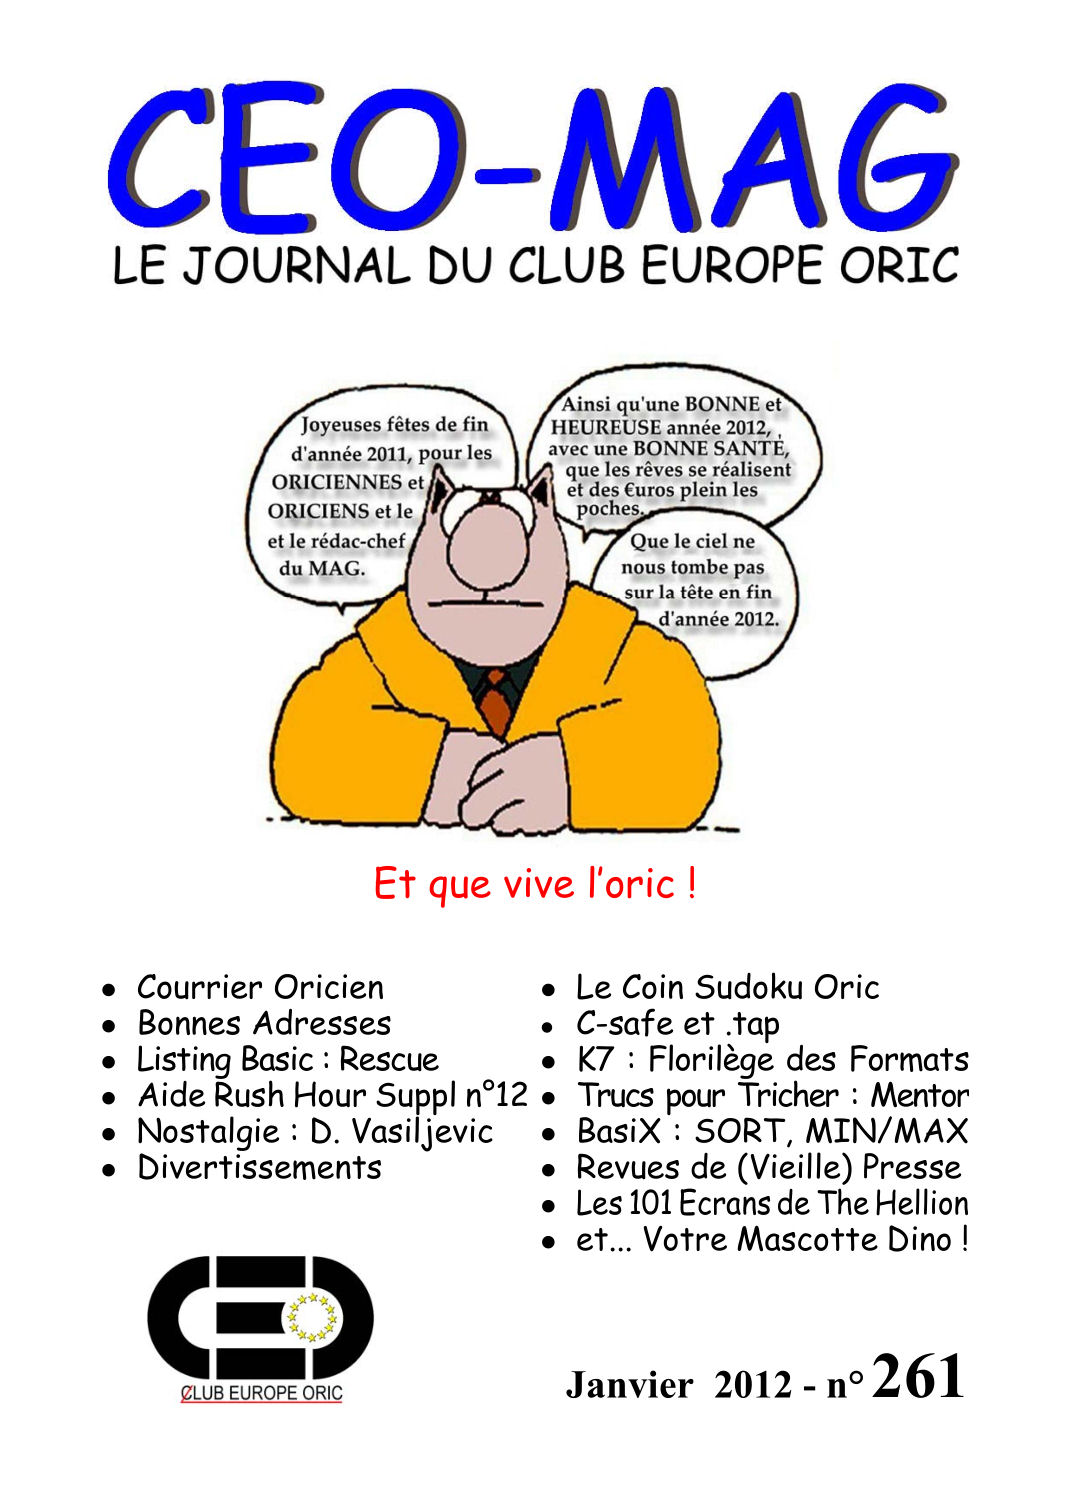 CEO-MAG
LE JOURNAL DU CLUB EUROPE ORIC
Joyeuses fêtes de fin
d'année 2011, pour les
ORICIENNES et
ORICIENS et le
et le rédac-chef
du MAG.
Ainsi qu'une BONNE et
HEUREUSE année 2012,
avec une BONNE SANTÉ,
que les rêves se réalisent
et des €uros plein les
poches.
Que le ciel ne
nous tombe pas
sur la tête en fin
d'année 2012.
Et que vive l'oric !
• Courrier Oricien
• Bonnes Adresses
• Listing Basic : Rescue
• Aide Rush Hour Suppl n°12
• Nostalgie : D. Vasiljevic
• Divertissements
• Le Coin Sudoku Oric
• C-safe et .tap
• K7 : Florilège des Formats
• Trucs pour Tricher : Mentor
• BasiX : SORT, MIN/MAX
• Revues de (Vieille) Presse
• Les 101 Ecrans de The Hellion
• et... Votre Mascotte Dino !
CEO
CLUB EUROPE ORIC
Janvier 2012 - n° 261